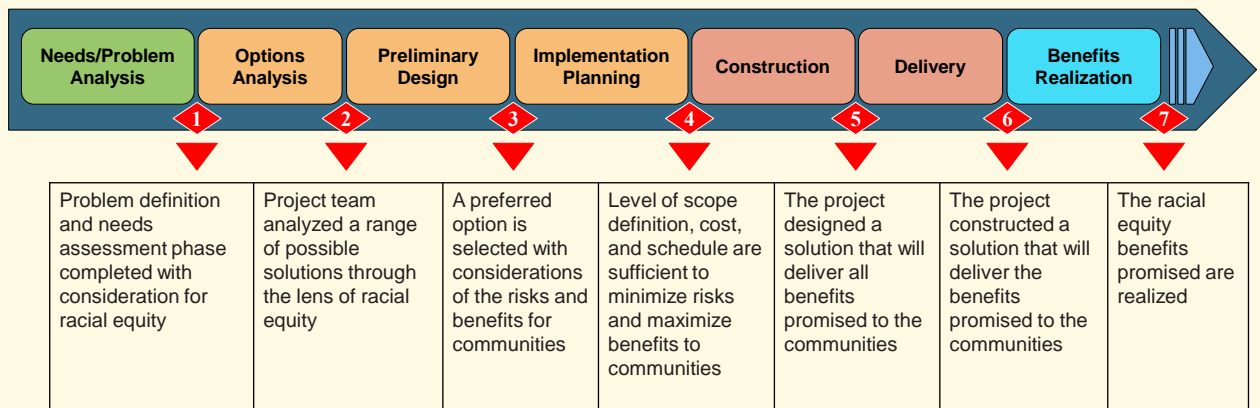 Needs/Problem
Analysis
Options
Analysis
Preliminary
Design
Implementation
Planning
Construction
Delivery
Benefits
Realization
1
2
3
4
5
6
7
Problem definition
and needs
assessment phase
completed with
consideration for
racial equity
Project team
analyzed a range
of possible
solutions through
the lens of racial
equity
A preferred
option is
selected with
considerations
of the risks and
benefits for
communities
Level of scope
definition, cost,
and schedule are
sufficient to
minimize risks
and maximize
benefits to
communities
The project
designed a
solution that will
deliver all
benefits
promised to the
communities
The project
constructed a
solution that will
deliver the
benefits
promised to the
communities
The racial
equity
benefits
promised are
realized